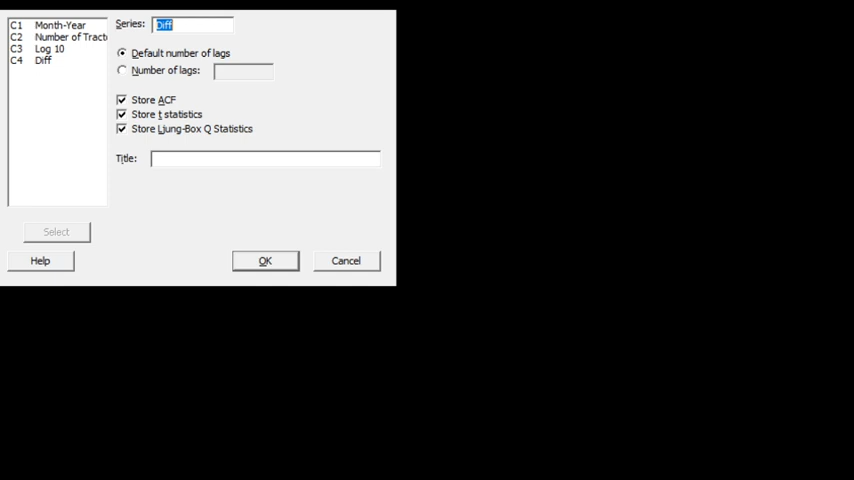 C1 Month-Year
C2 Number of Tracto
C3 Log 10
C4 Diff
Series: Diff
Default number of lags
Number of lags:
Store ACF
Store t statistics
Store Ljung-Box Q Statistics
Title:
Select
Help
OK
Cancel